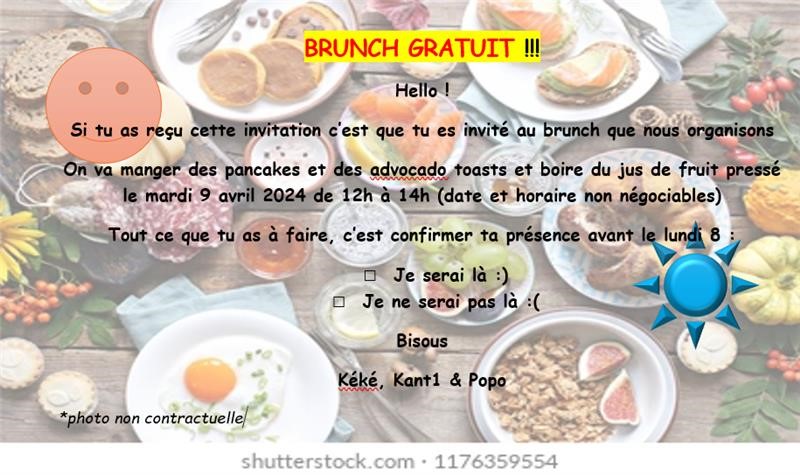 BRUNCH GRATUIT !!!
Hello !
Si tu as reçu cette invitation c'est que tu es invité au brunch que nous organisons
On va manger des pancakes et des advocado toasts et boire du jus de fruit pressé
le mardi 9 avril 2024 de 12h à 14h (date et horaire non négociables)
Tout ce que tu as à faire, c'est confirmer ta présence avant le lundi 8 :
☐ Je serai là :)
☐ Je ne serai pas là :(
Bisous
Kéké, Kant1 & Popo
*photo non contractuelle
shutterstock.com · 1176359554